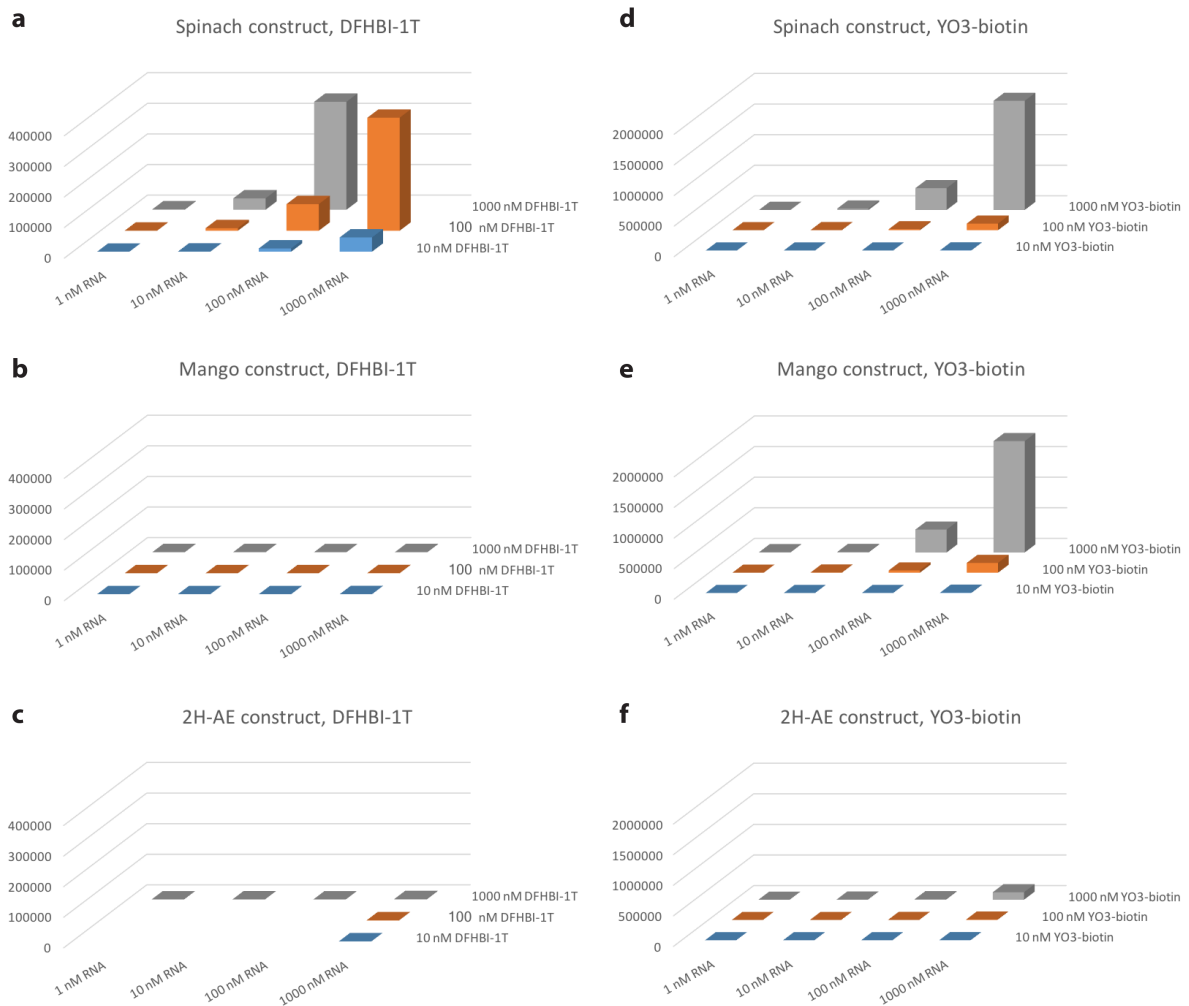 a
Spinach construct, DFHBI-1T
400000
300000
200000
100000
0
1000 nM DFHBI-1T
100 nM DFHBI-1T
10 nM DFHBI-1T
1 nM RNA
10 nM RNA
100 nM RNA
1000 nM RNA
d
Spinach construct, YO3-biotin
2000000
1500000
1000000
500000
0
1000 nM YO3-biotin
100 nM YO3-biotin
10 nM YO3-biotin
1 nM RNA
10 nM RNA
100 nM RNA
1000 nM RNA
b
Mango construct, DFHBI-1T
400000
300000
200000
100000
0
1000 nM DFHBI-1T
100 nM DFHBI-1T
10 nM DFHBI-1T
1 nM RNA
10 nM RNA
100 nM RNA
1000 nM RNA
e
Mango construct, YO3-biotin
2000000
1500000
1000000
500000
0
1000 nM YO3-biotin
100 nM YO3-biotin
10 nM YO3-biotin
1 nM RNA
10 nM RNA
100 nM RNA
1000 nM RNA
c
2H-AE construct, DFHBI-1T
400000
300000
200000
100000
0
1000 nM DFHBI-1T
100 nM DFHBI-1T
10 nM DFHBI-1T
1 nM RNA
10 nM RNA
100 nM RNA
1000 nM RNA
f
2H-AE construct, YO3-biotin
2000000
1500000
1000000
500000
0
1000 nM YO3-biotin
100 nM YO3-biotin
10 nM YO3-biotin
1 nM RNA
10 nM RNA
100 nM RNA
1000 nM RNA